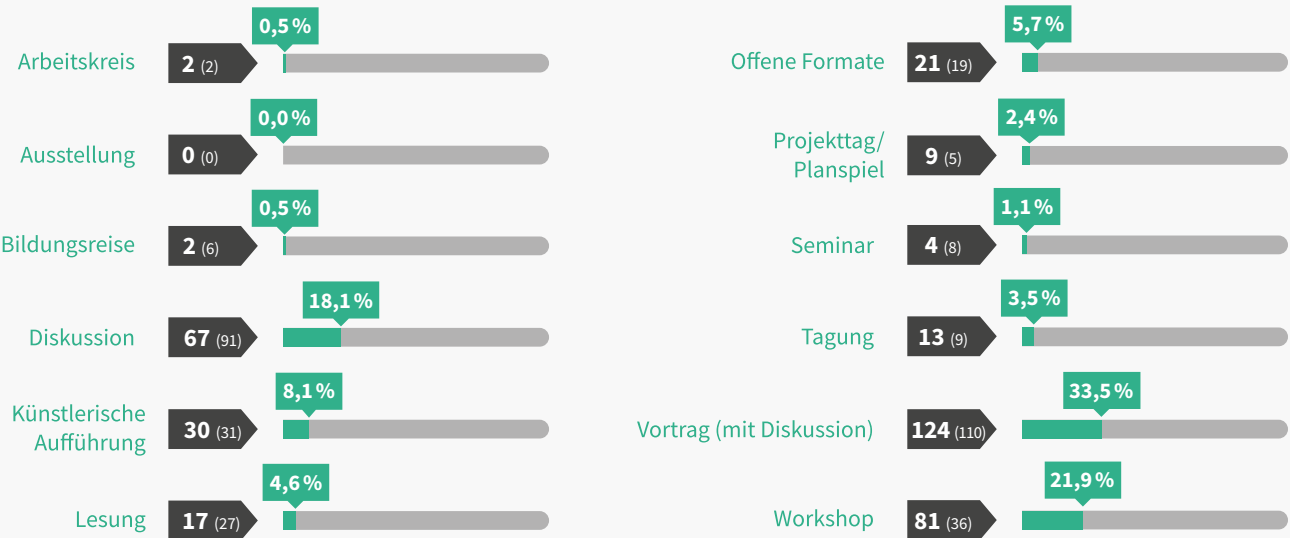 Arbeitskreis
2 (2)
0,5 %
Ausstellung
0 (0)
0,0 %
Bildungsreise
2 (6)
0,5 %
Diskussion
67 (91)
18,1 %
Künstlerische
Aufführung
30 (31)
8,1 %
Lesung
17 (27)
4,6 %
Offene Formate
21 (19)
5,7 %
Projekttag/
Planspiel
9 (5)
2,4 %
Seminar
4 (8)
1,1 %
Tagung
13 (9)
3,5 %
Vortrag (mit Diskussion)
124 (110)
33,5 %
Workshop
81 (36)
21,9 %